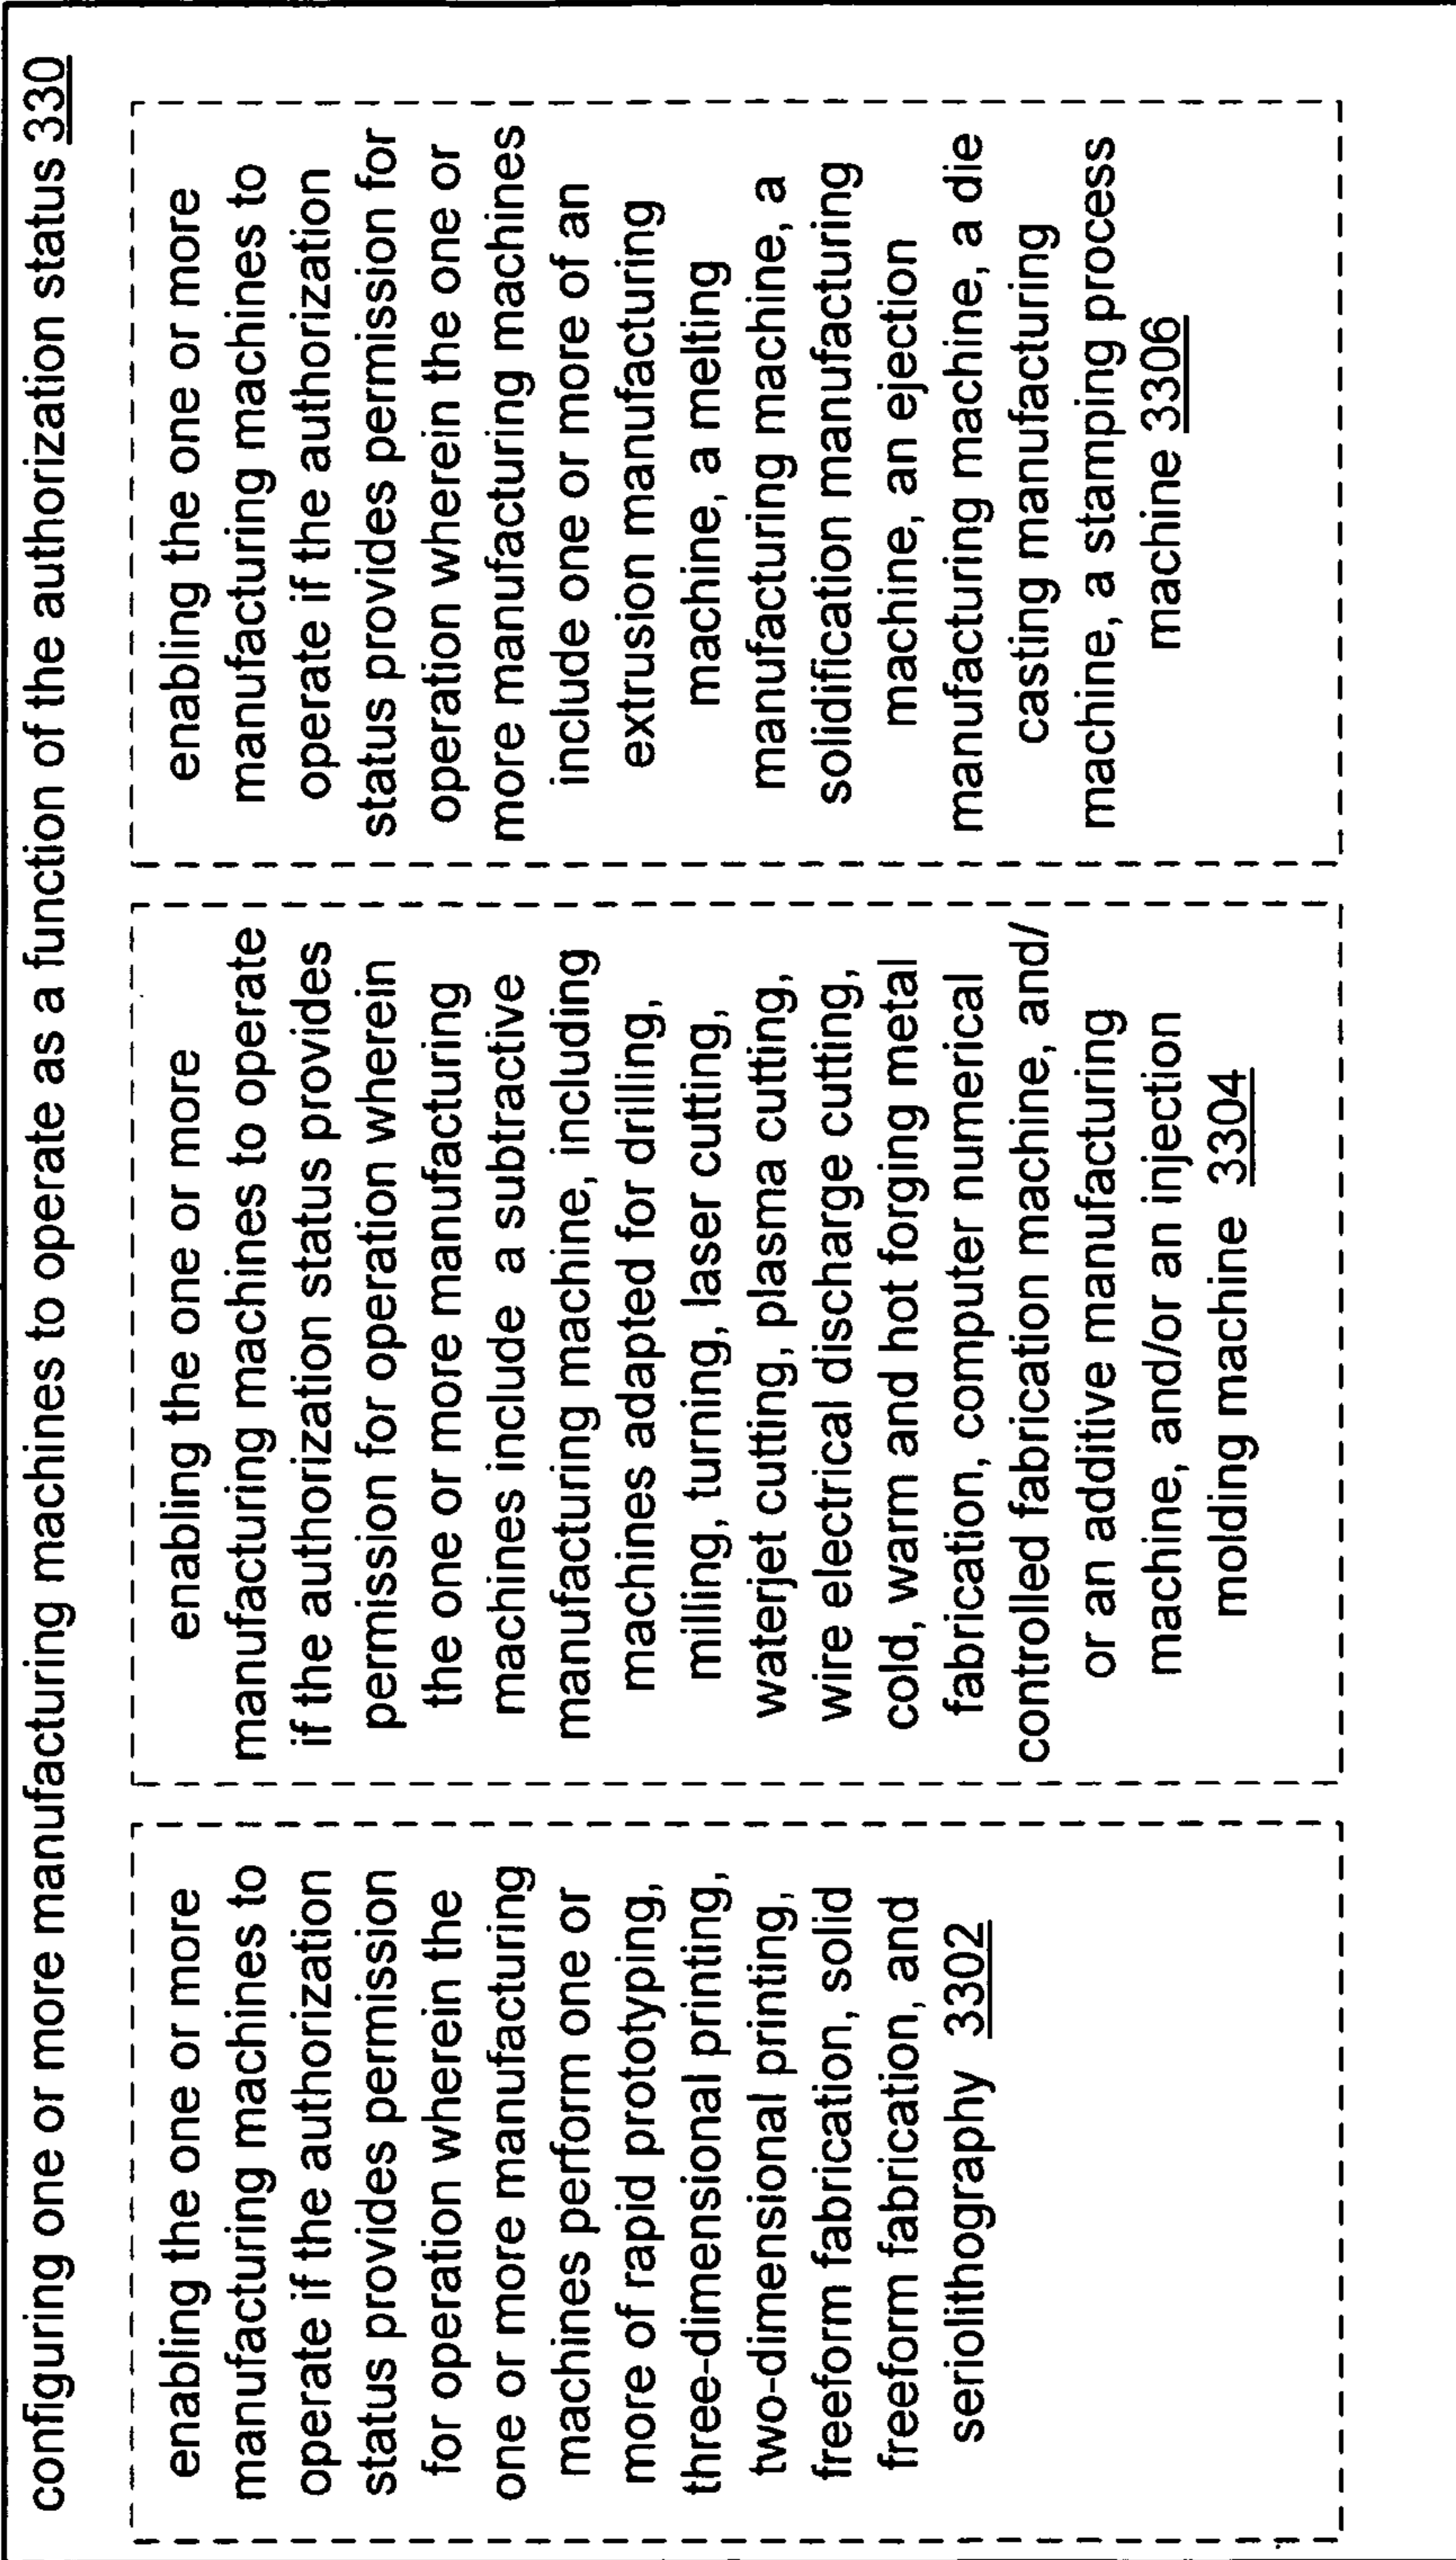 configuring one or more manufacturing machines to operate as a function of the authorization status 330
enabling the one or more
manufacturing machines to
operate if the authorization
status provides permission
for operation wherein the
one or more manufacturing
machines perform one or
more of rapid prototyping,
three-dimensional printing,
two-dimensional printing,
freeform fabrication, solid
freeform fabrication, and
seriolithography 3302
enabling the one or more
manufacturing machines to operate
if the authorization status provides
permission for operation wherein
the one or more manufacturing
machines include a subtractive
manufacturing machine, including
machines adapted for drilling,
milling, turning, laser cutting,
waterjet cutting, plasma cutting,
wire electrical discharge cutting,
cold, warm and hot forging metal
fabrication, computer numerical
controlled fabrication machine, and/
or an additive manufacturing
machine, and/or an injection
molding machine 3304
enabling the one or more
manufacturing machines to
operate if the authorization
status provides permission for
operation wherein the one or
more manufacturing machines
include one or more of an
extrusion manufacturing
machine, a melting
manufacturing machine, a
solidification manufacturing
machine, an ejection
manufacturing machine, a die
casting manufacturing
machine, a stamping process
machine 3306